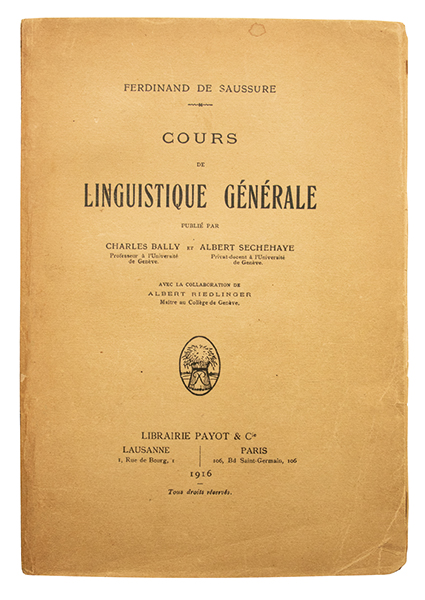 FERDINAND DE SAUSSURE
COURS
DE
LINGUISTIQUE GÉNÉRALE
PUBLIÉ PAR
CHARLES BALLY ET ALBERT SECHEHAYE
Professeur à l'Université Privat-docent à l'Université
de Genève. de Genève.
AVEC LA COLLABORATION DE
ALBERT RIEDLINGER
Maître au Collège de Genève.
LIBRAIRIE PAYOT & Cie
LAUSANNE PARIS
1, Rue de Bourg, 1 106, Bd Saint-Germain, 106
1916
Tous droits réservés.